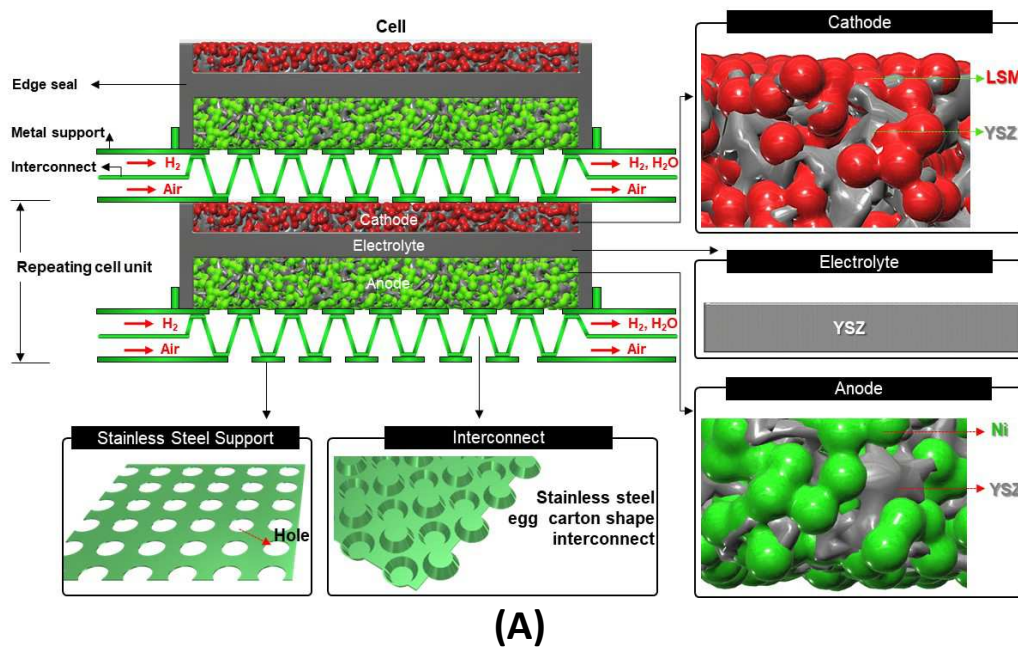 Cell
Cathode
Edge seal
LSM
YSZ
Metal support
H₂
H₂, H₂O
Interconnect
Air
Air
Cathode
Electrolyte
Electrolyte
Repeating cell unit
Anode
YSZ
H₂
H₂, H₂O
Air
Air
Anode
Stainless Steel Support
Interconnect
Ni
YSZ
Hole
Stainless steel
egg carton shape
interconnect
(A)